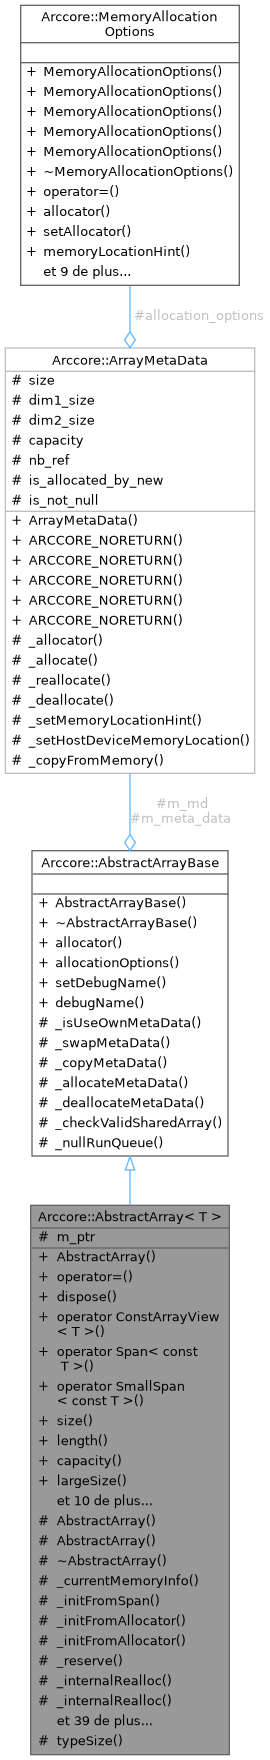 Arccore::MemoryAllocation
Options
+ MemoryAllocationOptions()
+ MemoryAllocationOptions()
+ MemoryAllocationOptions()
+ MemoryAllocationOptions()
+ MemoryAllocationOptions()
+ ~MemoryAllocationOptions()
+ operator=()
+ allocator()
+ setAllocator()
+ memoryLocationHint()
et 9 de plus...
#allocation_options
Arccore::ArrayMetaData
# size
# dim1_size
# dim2_size
# capacity
# nb_ref
# is_allocated_by_new
# is_not_null
+ ArrayMetaData()
+ ARCCORE_NORETURN()
+ ARCCORE_NORETURN()
+ ARCCORE_NORETURN()
+ ARCCORE_NORETURN()
+ ARCCORE_NORETURN()
# _allocator()
# _allocate()
# _reallocate()
# _deallocate()
# _setMemoryLocationHint()
# _setHostDeviceMemoryLocation()
# _copyFromMemory()
#m_md
#m_meta_data
Arccore::AbstractArrayBase
+ AbstractArrayBase()
+ ~AbstractArrayBase()
+ allocator()
+ allocationOptions()
+ setDebugName()
+ debugName()
# _isUseOwnMetaData()
# _swapMetaData()
# _copyMetaData()
# _allocateMetaData()
# _deallocateMetaData()
# _checkValidSharedArray()
# _nullRunQueue()
Arccore::AbstractArray< T >
# m_ptr
+ AbstractArray()
+ operator=()
+ dispose()
+ operator ConstArrayView
< T >()
+ operator Span< const
T >()
+ operator SmallSpan
< const T >()
+ size()
+ length()
+ capacity()
+ largeSize()
et 10 de plus...
# AbstractArray()
# AbstractArray()
# ~AbstractArray()
# _currentMemoryInfo()
# _initFromSpan()
# _initFromAllocator()
# _initFromAllocator()
# _reserve()
# _internalRealloc()
# _internalRealloc()
et 39 de plus...
# typeSize()